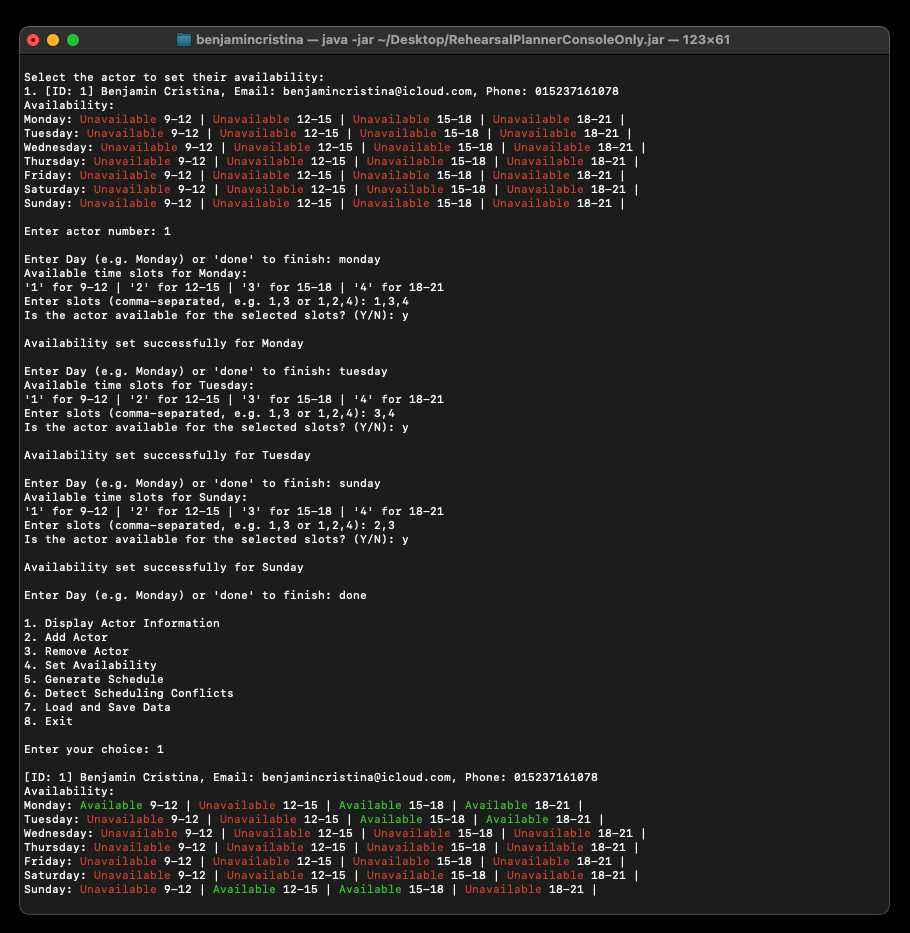 benjamincristina — java -jar ~/Desktop/RehearsalPlannerConsoleOnly.jar — 123×61
Select the actor to set their availability:
1. [ID: 1] Benjamin Cristina, Email: benjamincristina@icloud.com, Phone: 015237161078
Availability:
Monday: Unavailable 9–12 | Unavailable 12–15 | Unavailable 15–18 | Unavailable 18–21 |
Tuesday: Unavailable 9–12 | Unavailable 12–15 | Unavailable 15–18 | Unavailable 18–21 |
Wednesday: Unavailable 9–12 | Unavailable 12–15 | Unavailable 15–18 | Unavailable 18–21 |
Thursday: Unavailable 9–12 | Unavailable 12–15 | Unavailable 15–18 | Unavailable 18–21 |
Friday: Unavailable 9–12 | Unavailable 12–15 | Unavailable 15–18 | Unavailable 18–21 |
Saturday: Unavailable 9–12 | Unavailable 12–15 | Unavailable 15–18 | Unavailable 18–21 |
Sunday: Unavailable 9–12 | Unavailable 12–15 | Unavailable 15–18 | Unavailable 18–21 |
Enter actor number: 1
Enter Day (e.g. Monday) or 'done' to finish: monday
Available time slots for Monday:
'1' for 9–12 | '2' for 12–15 | '3' for 15–18 | '4' for 18–21
Enter slots (comma-separated, e.g. 1,3 or 1,2,4): 1,3,4
Is the actor available for the selected slots? (Y/N): y
Availability set successfully for Monday
Enter Day (e.g. Monday) or 'done' to finish: tuesday
Available time slots for Tuesday:
'1' for 9–12 | '2' for 12–15 | '3' for 15–18 | '4' for 18–21
Enter slots (comma-separated, e.g. 1,3 or 1,2,4): 3,4
Is the actor available for the selected slots? (Y/N): y
Availability set successfully for Tuesday
Enter Day (e.g. Monday) or 'done' to finish: sunday
Available time slots for Sunday:
'1' for 9–12 | '2' for 12–15 | '3' for 15–18 | '4' for 18–21
Enter slots (comma-separated, e.g. 1,3 or 1,2,4): 2,3
Is the actor available for the selected slots? (Y/N): y
Availability set successfully for Sunday
Enter Day (e.g. Monday) or 'done' to finish: done
1. Display Actor Information
2. Add Actor
3. Remove Actor
4. Set Availability
5. Generate Schedule
6. Detect Scheduling Conflicts
7. Load and Save Data
8. Exit
Enter your choice: 1
[ID: 1] Benjamin Cristina, Email: benjamincristina@icloud.com, Phone: 015237161078
Availability:
Monday: Available 9–12 | Unavailable 12–15 | Available 15–18 | Available 18–21 |
Tuesday: Unavailable 9–12 | Unavailable 12–15 | Available 15–18 | Available 18–21 |
Wednesday: Unavailable 9–12 | Unavailable 12–15 | Unavailable 15–18 | Unavailable 18–21 |
Thursday: Unavailable 9–12 | Unavailable 12–15 | Unavailable 15–18 | Unavailable 18–21 |
Friday: Unavailable 9–12 | Unavailable 12–15 | Unavailable 15–18 | Unavailable 18–21 |
Saturday: Unavailable 9–12 | Unavailable 12–15 | Unavailable 15–18 | Unavailable 18–21 |
Sunday: Unavailable 9–12 | Available 12–15 | Available 15–18 | Unavailable 18–21 |